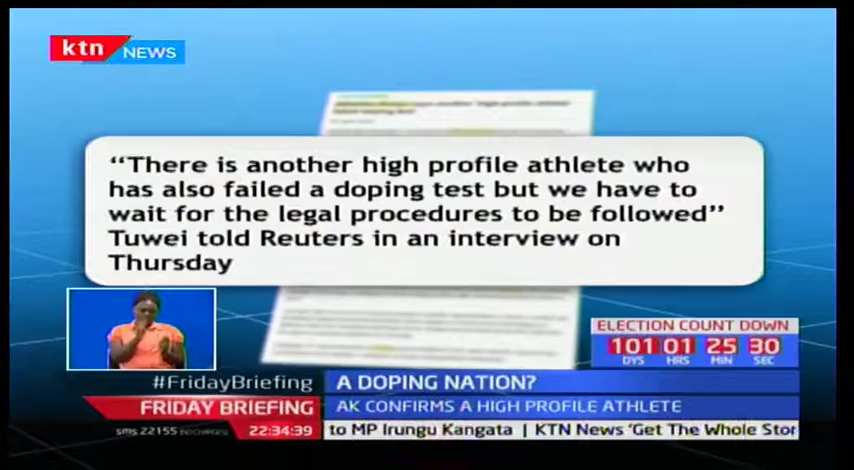 ktn NEWS
“There is another high profile athlete who
has also failed a doping test but we have to
wait for the legal procedures to be followed”
Tuwei told Reuters in an interview on
Thursday
ELECTION COUNT DOWN
101 01 25 30
DYS HRS MIN SEC
#FridayBriefing
A DOPING NATION?
FRIDAY BRIEFING
AK CONFIRMS A HIGH PROFILE ATHLETE
sms 22155
22:34:39
to MP Irungu Kangata | KTN News ‘Get The Whole Stor